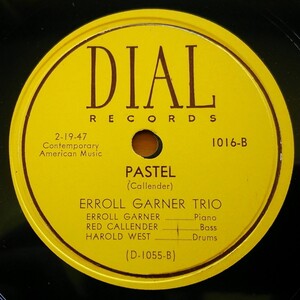 DIAL
RECORDS
2-19-47
Contemporary
American Music
1016-B
PASTEL
(Callender)
ERROLL GARNER TRIO
ERROLL GARNER Piano
RED CALLENDER Bass
HAROLD WEST Drums
(D-1055-B)